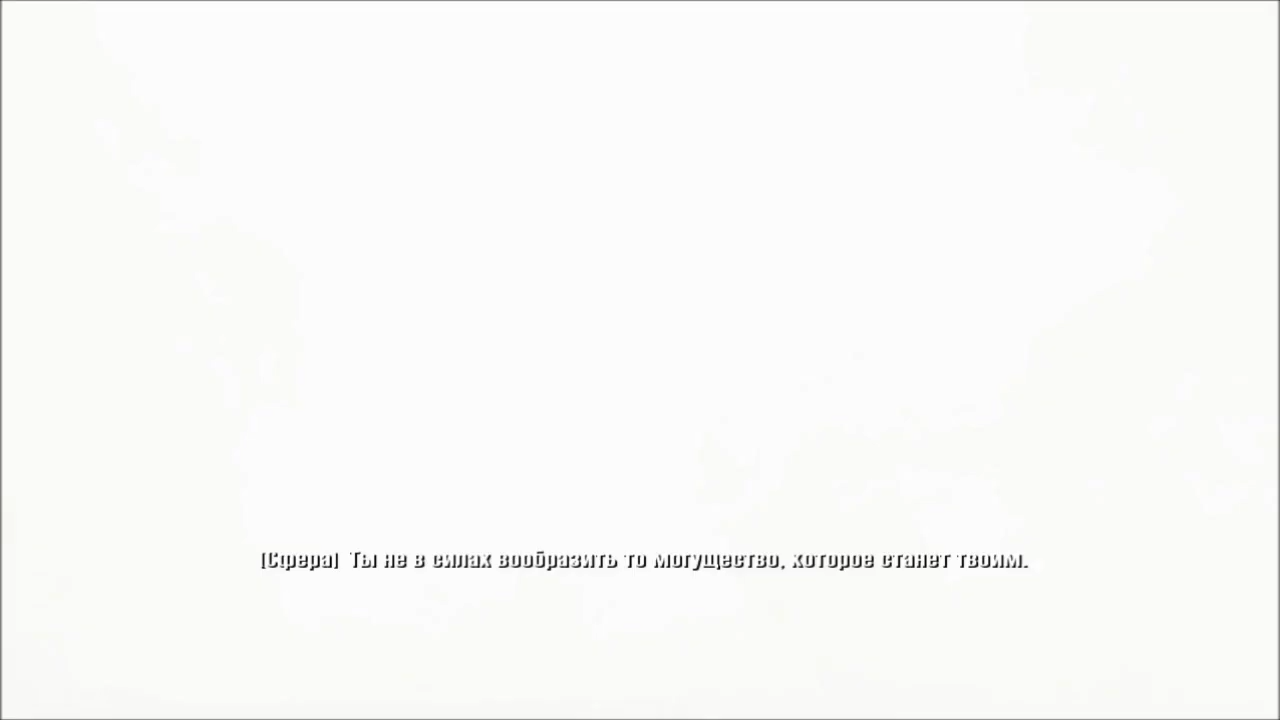 [Сфера] Ты не в силах вообразить то могущество, которое станет твоим.